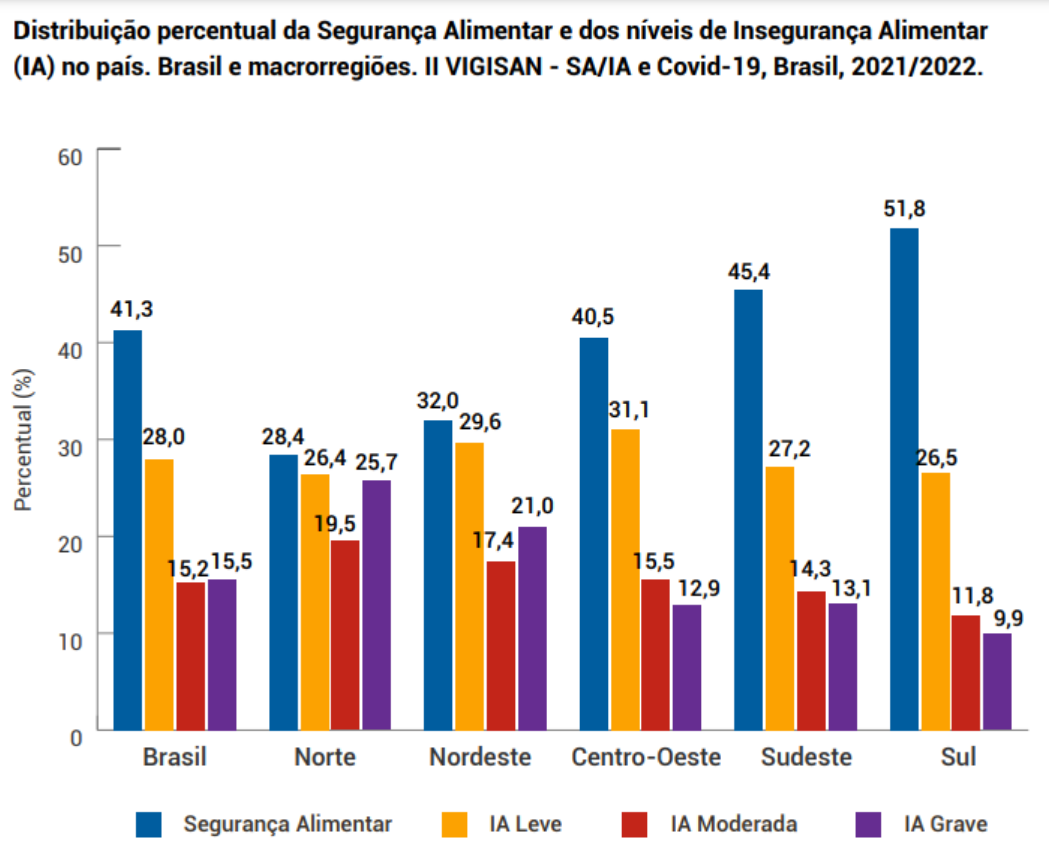 Distribuição percentual da Segurança Alimentar e dos níveis de Insegurança Alimentar
(IA) no país. Brasil e macrorregiões. II VIGISAN - SA/IA e Covid-19, Brasil, 2021/2022.
Percentual (%)
60
50
40
30
20
10
0
41,3
28,0
15,2
15,5
28,4
26,4
19,5
25,7
32,0
29,6
17,4
21,0
40,5
31,1
15,5
12,9
45,4
27,2
14,3
13,1
51,8
26,5
11,8
9,9
Brasil
Norte
Nordeste
Centro-Oeste
Sudeste
Sul
Segurança Alimentar
IA Leve
IA Moderada
IA Grave